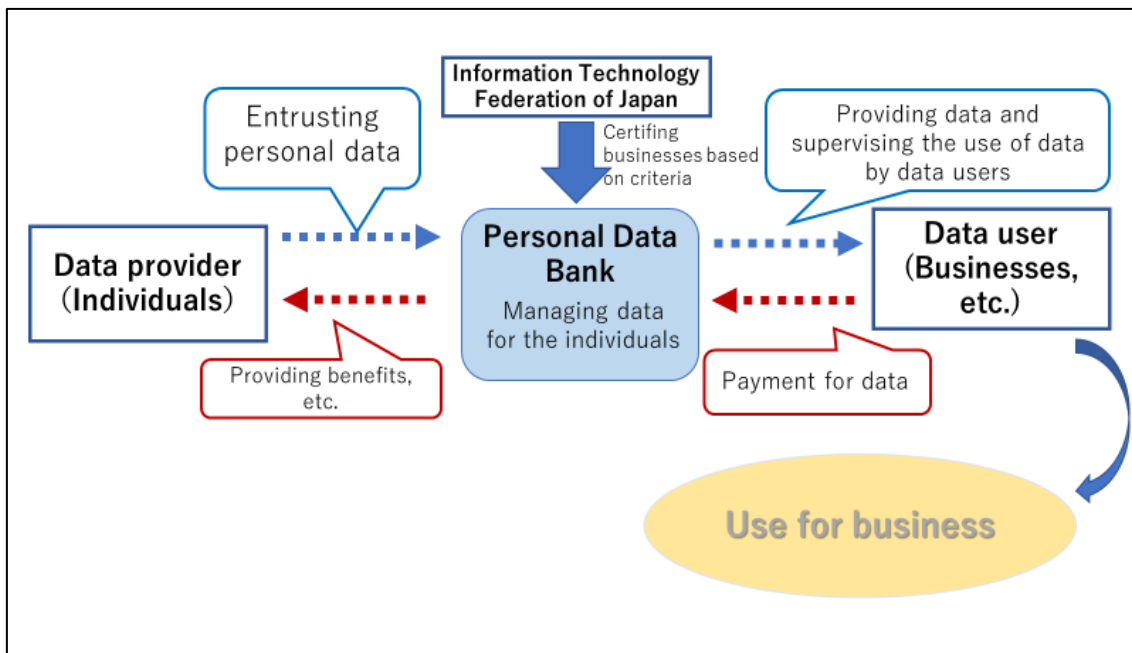 Information Technology
Federation of Japan
Entrusting
personal data
Certifing
businesses based
on criteria
Providing data and
supervising the use of data
by data users
Data provider
(Individuals)
Personal Data
Bank
Managing data
for the individuals
Data user
(Businesses,
etc.)
Providing benefits,
etc.
Payment for data
Use for business